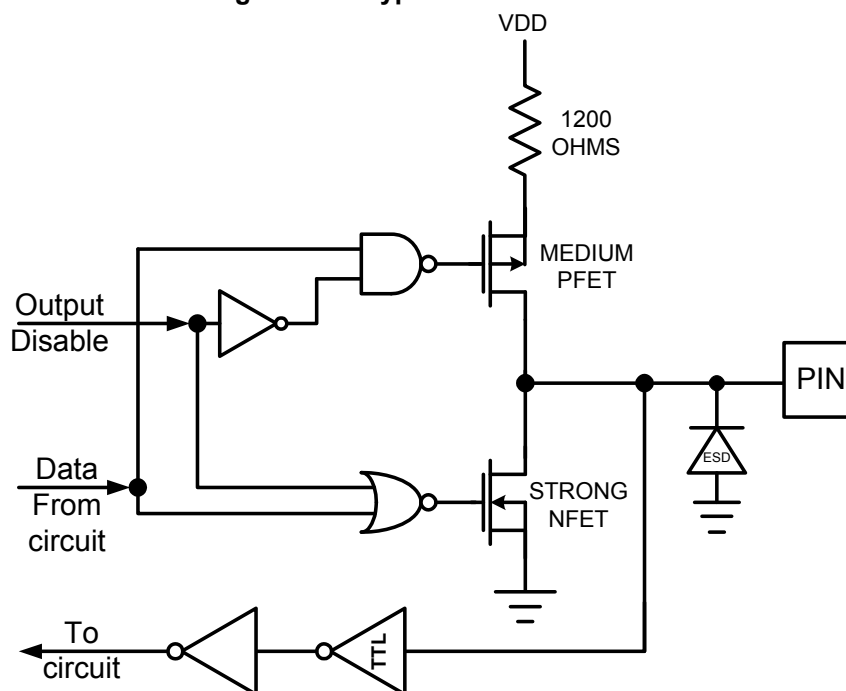 VDD
1200
OHMS
MEDIUM
PFET
Output
Disable
PIN
ESD
Data
From
circuit
STRONG
NFET
To
circuit
TTL